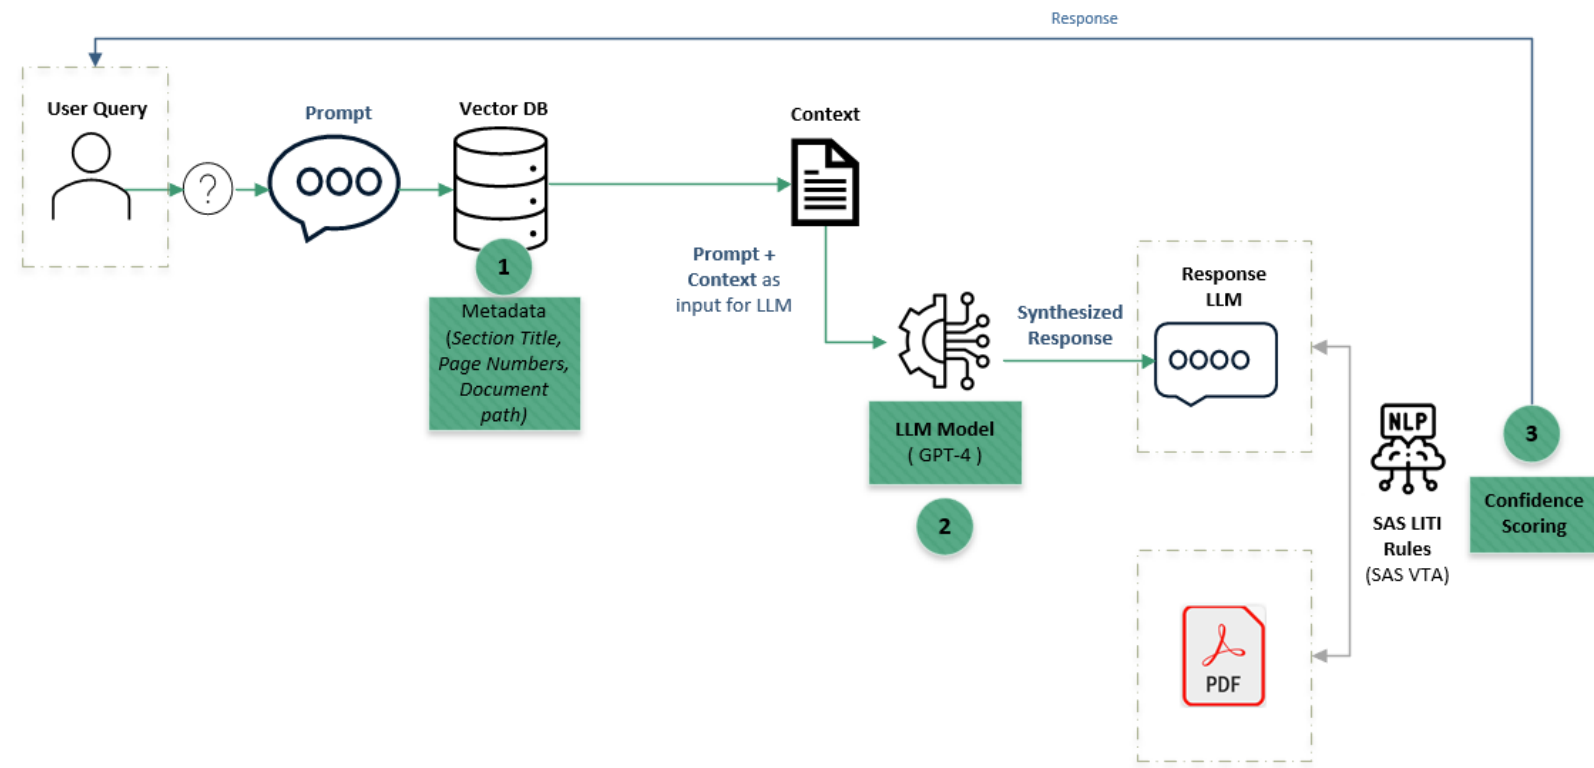 Response
User Query
?
Prompt
Vector DB
Context
1
Metadata
(Section Title,
Page Numbers,
Document
path)
Prompt +
Context as
input for LLM
LLM Model
( GPT-4 )
2
Synthesized
Response
Response
LLM
NLP
SAS LITI
Rules
(SAS VTA)
3
Confidence
Scoring
PDF